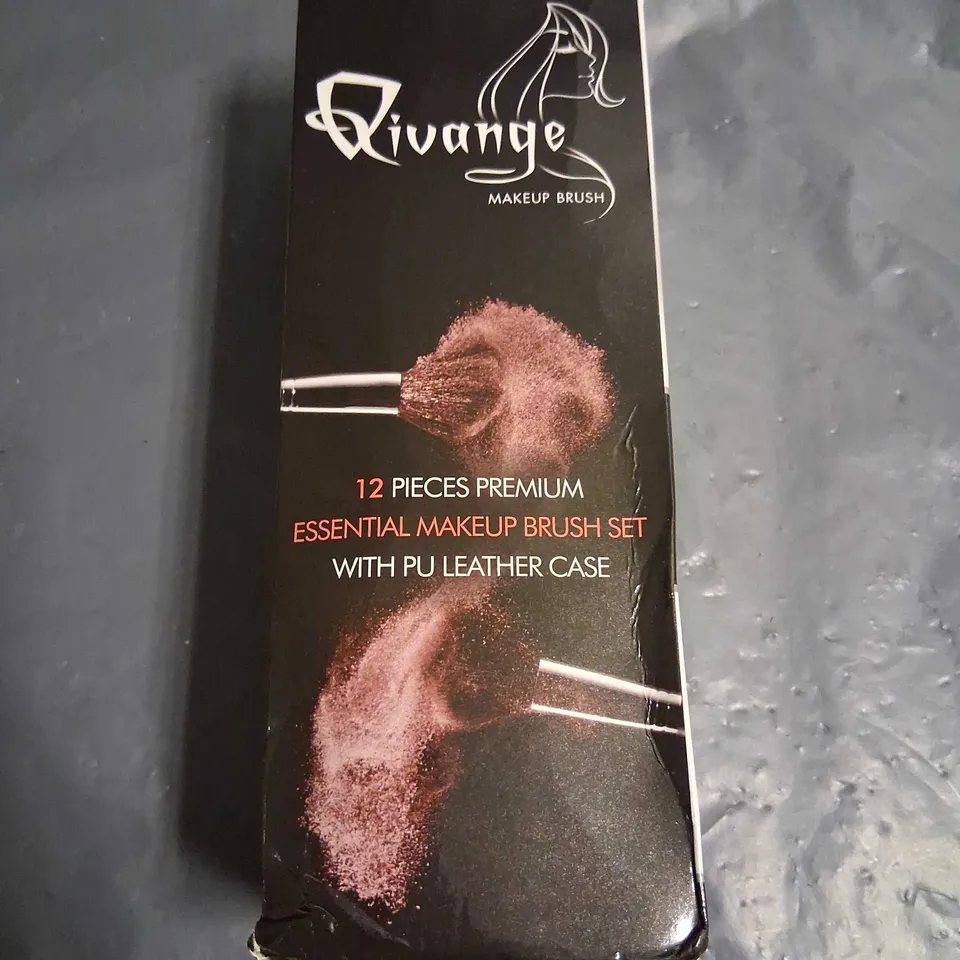 Qivange
MAKEUP BRUSH
12 PIECES PREMIUM
ESSENTIAL MAKEUP BRUSH SET
WITH PU LEATHER CASE